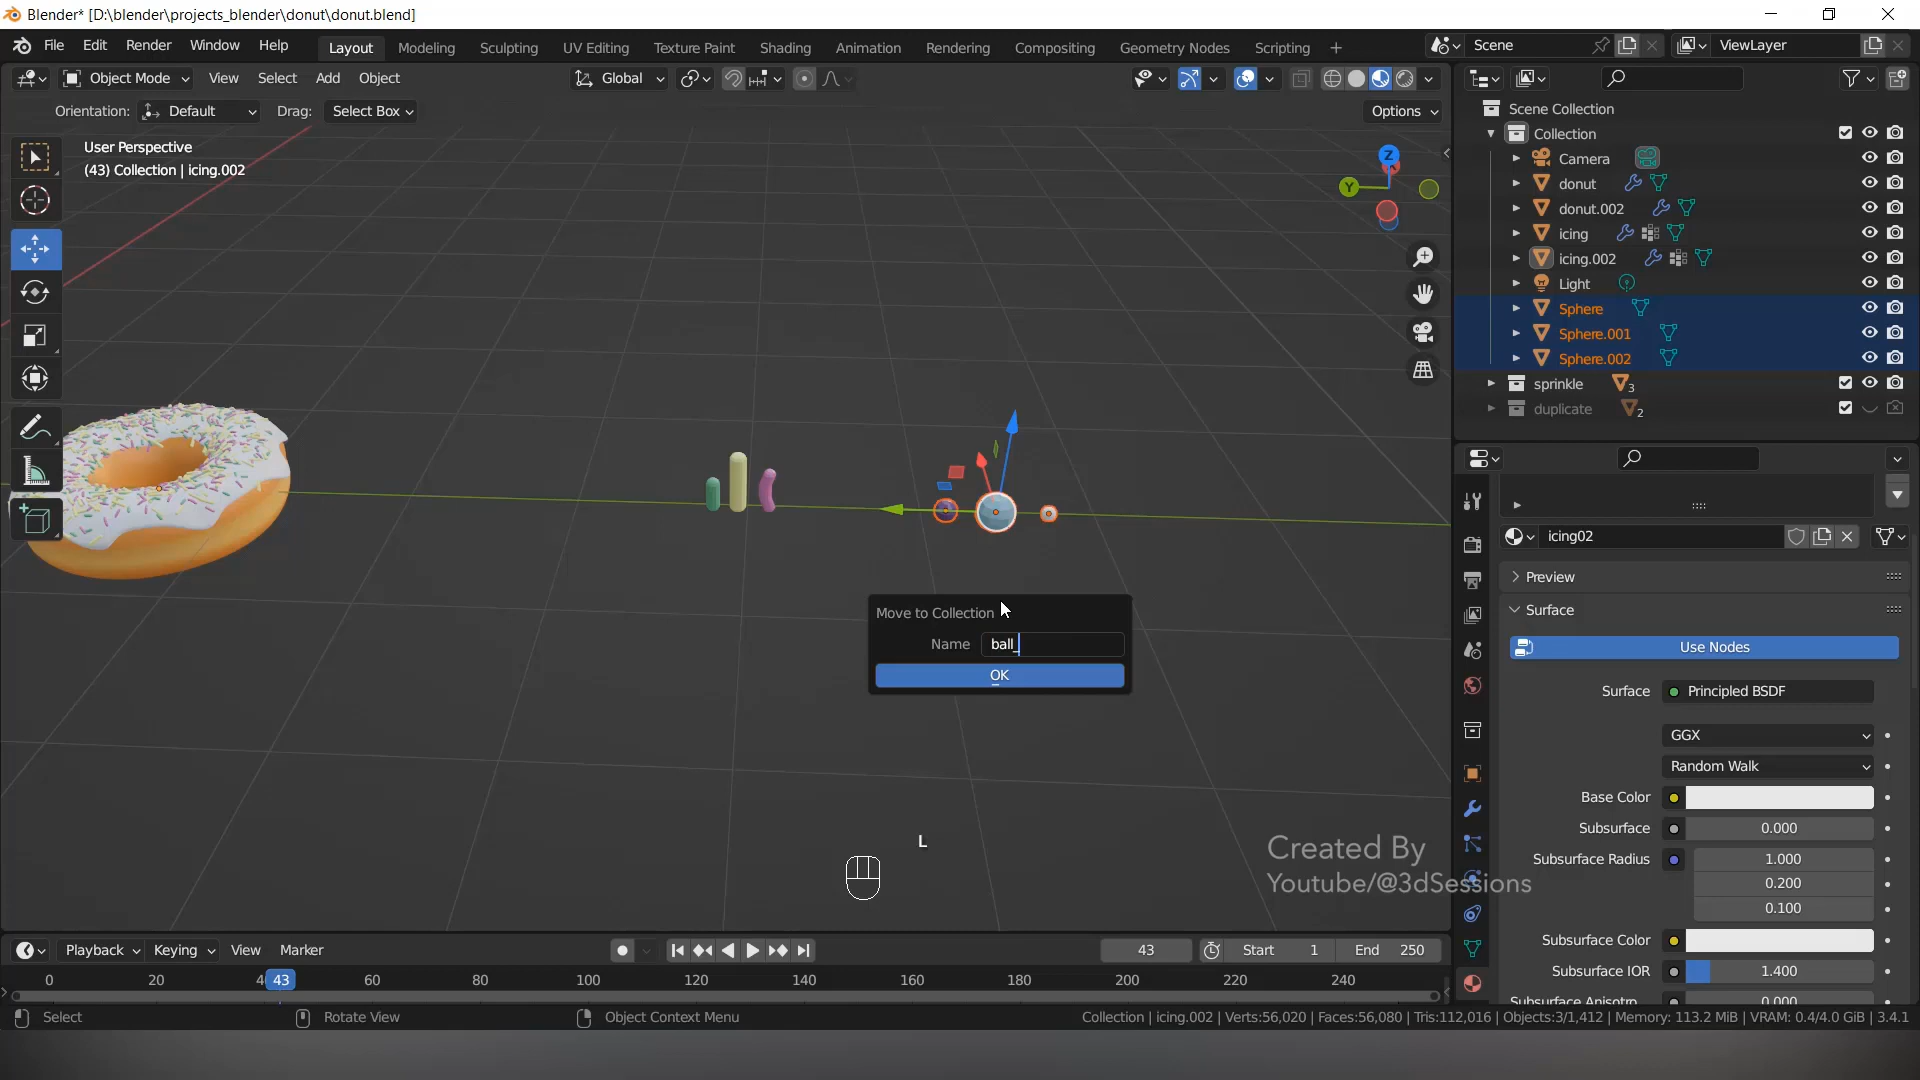 Blender* [D:\blender\projects_blender\donut\donut.blend]
File Edit Render Window Help
Layout Modeling Sculpting UV Editing Texture Paint Shading Animation Rendering Compositing Geometry Nodes Scripting +
Scene
ViewLayer
Object Mode View Select Add Object
Global
Orientation: Default Drag: Select Box
Options
User Perspective
(43) Collection | icing.002
Z
Y
Scene Collection
Collection
Camera
donut
donut.002
icing
icing.002
Light
Sphere
Sphere.001
Sphere.002
sprinkle 3
duplicate 2
Move to Collection
Name ball_
OK
L
icing02
Preview
Surface
Use Nodes
Surface Principled BSDF
GGX
Random Walk
Base Color
Subsurface 0.000
Subsurface Radius 1.000
0.200
0.100
Subsurface Color
Subsurface IOR 1.400
Subsurface Anisotrp 0.000
Created By
Youtube/@3dSessions
Playback Keying View Marker
43 Start 1 End 250
0 20 4 43 60 80 100 120 140 160 180 200 220 240
Select Rotate View Object Context Menu
Collection | icing.002 | Verts:56,020 | Faces:56,080 | Tris:112,016 | Objects:3/1,412 | Memory: 113.2 MiB | VRAM: 0.4/4.0 GiB | 3.4.1